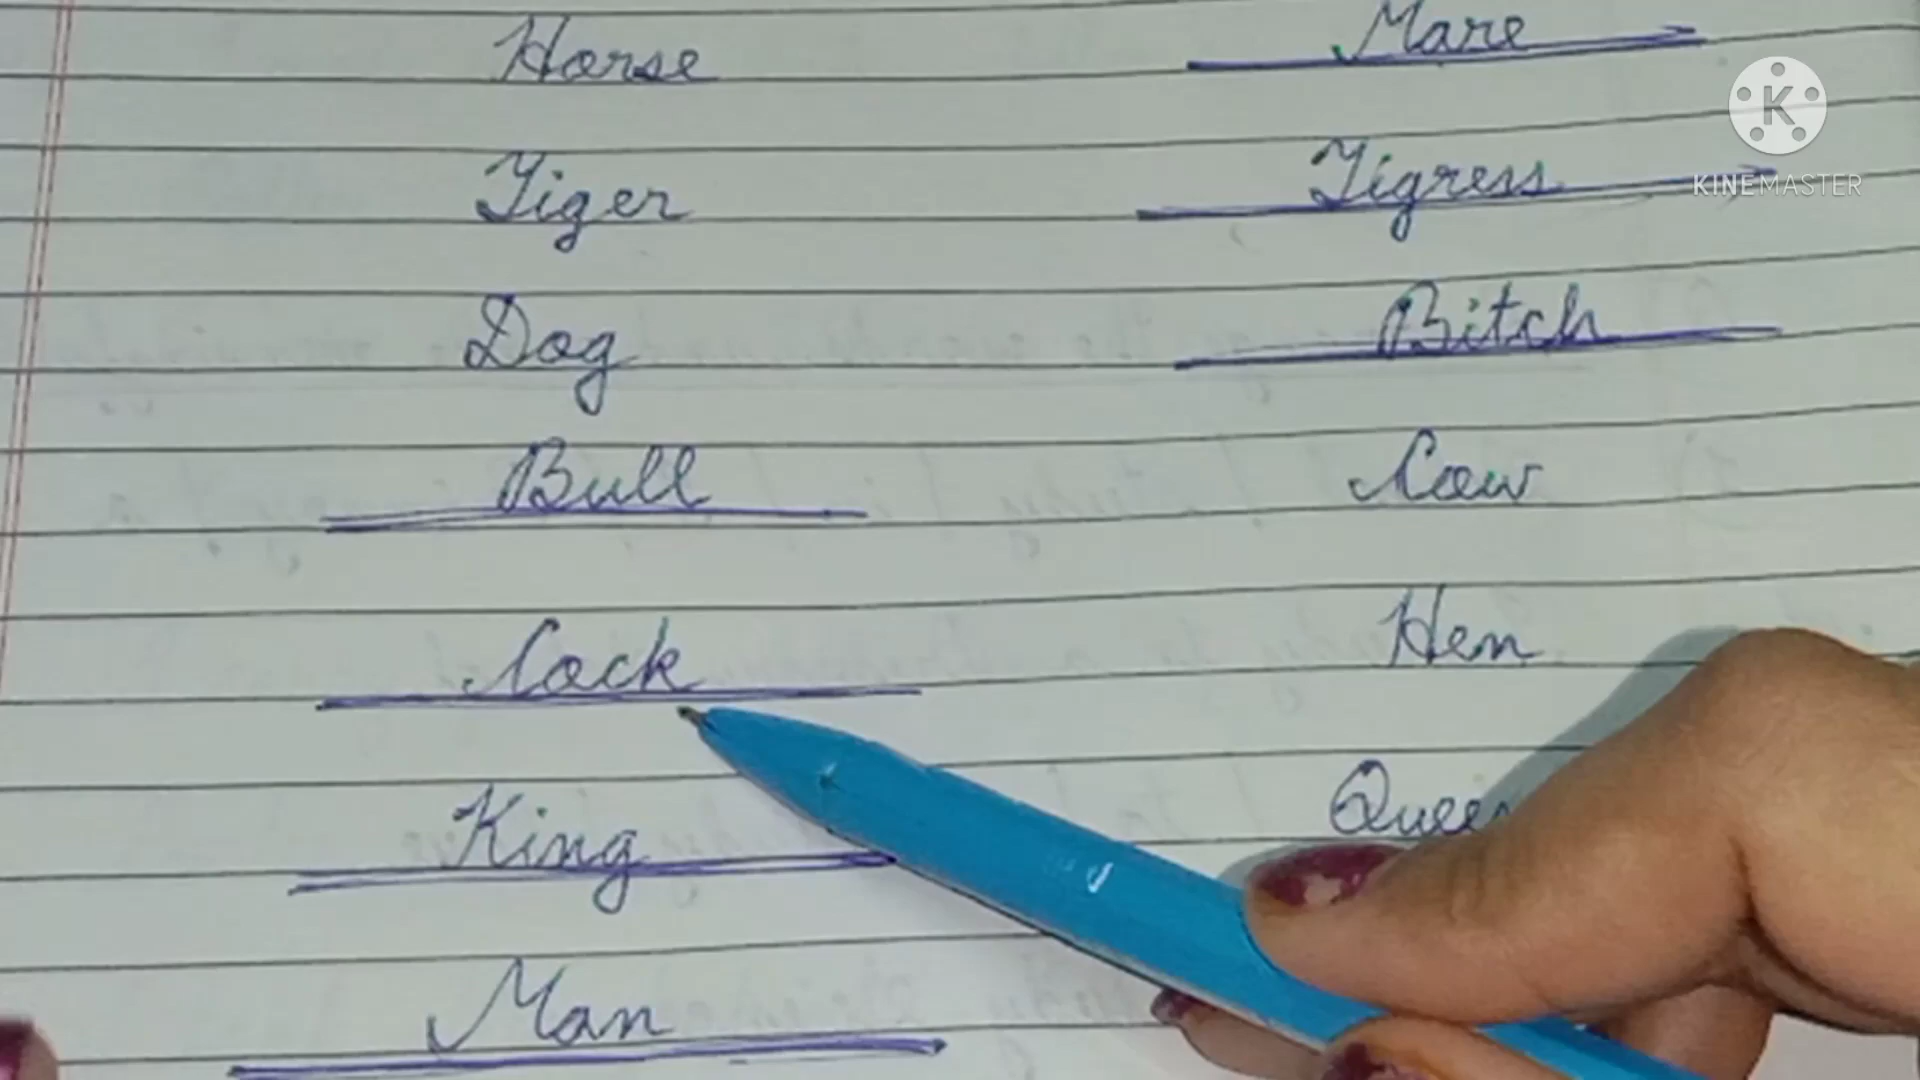 Horse Mare
Tiger Tigress
Dog Bitch
Bull Cow
Cock Hen
King
Man
K
KINEMASTER